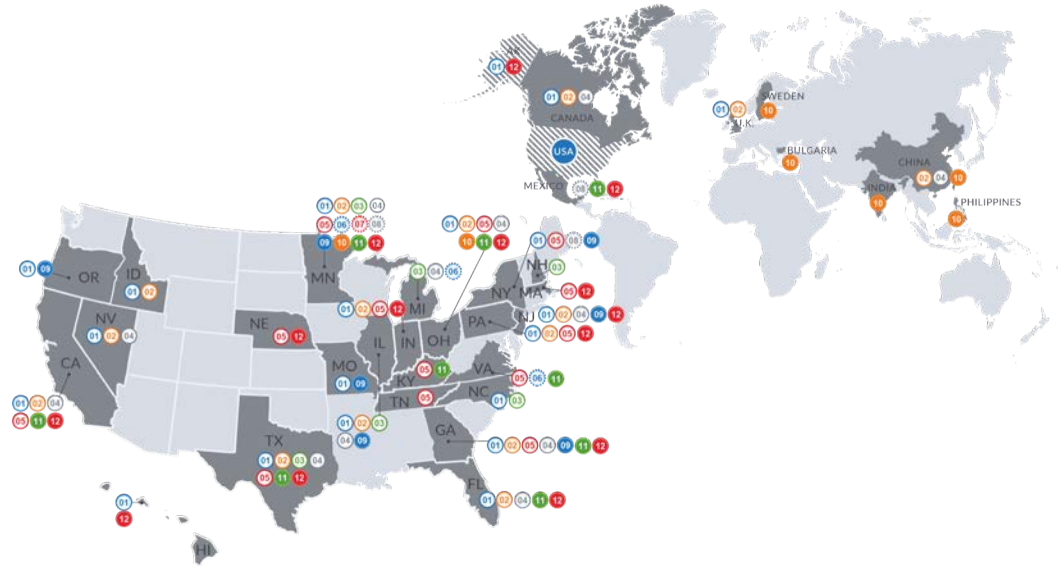 AK
01 12
01 02 04
CANADA
USA
MEXICO 08 11 12
01 02
U.K.
SWEDEN
10
BULGARIA
10
CHINA
02 04 10
INDIA
10
PHILIPPINES
10
01 02 03 04
05 06 07 08
09 10 11 12
MN
01 02 05 04
10 11 12
01 05 08 09
NH 03
NY
MA 05 12
NJ 01 02 04 09 12
PA
01 02 05 12
03 04 06
MI
01 09
OR
ID
01 02
NV
01 02 04
CA
01 02 04
05 11 12
NE
05 12
01 02 05 12
IL
IN
OH
MO
01 09
KY 05 11
VA
05 06 11
TN 05
NC
01 03
01 02 03
04 09
GA
01 02 05 04 09 11 12
TX
01 02 03 04
05 11 12
FL
01 02 04 11 12
01
12
HI